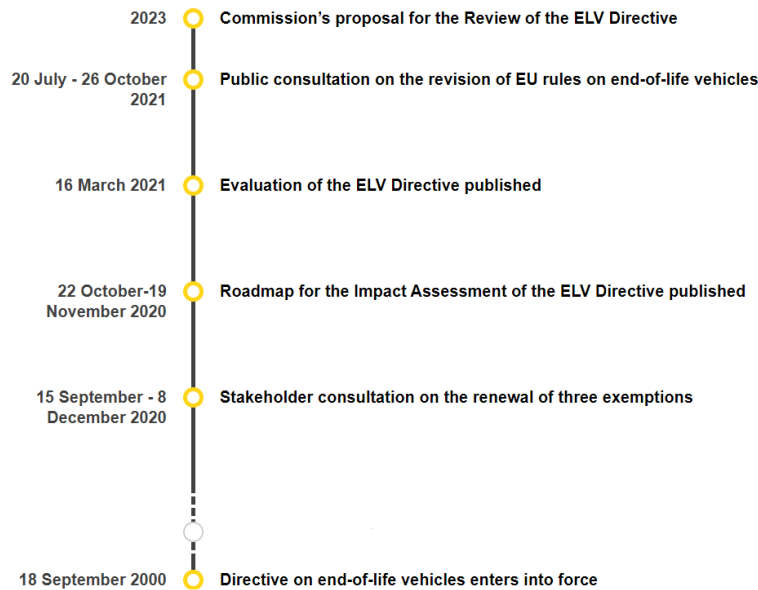 2023 Commission’s proposal for the Review of the ELV Directive
20 July - 26 October Public consultation on the revision of EU rules on end-of-life vehicles
2021
16 March 2021 Evaluation of the ELV Directive published
22 October-19 Roadmap for the Impact Assessment of the ELV Directive published
November 2020
15 September - 8 Stakeholder consultation on the renewal of three exemptions
December 2020
18 September 2000 Directive on end-of-life vehicles enters into force